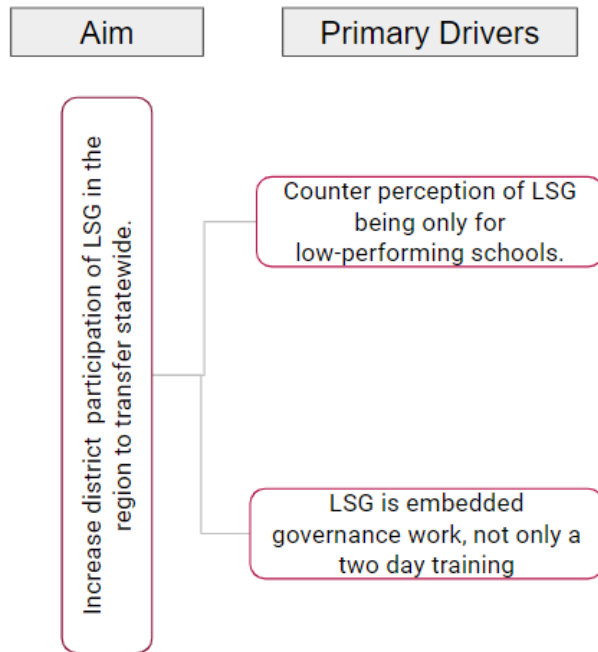 Aim
Primary Drivers
Increase district participation of LSG in the
region to transfer statewide.
Counter perception of LSG
being only for
low-performing schools.
LSG is embedded
governance work, not only a
two day training